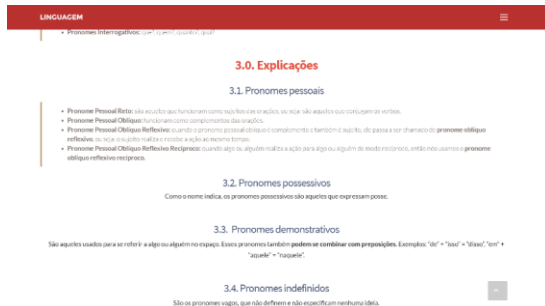 LINGUAGEM
Pronomes Interrogativos: que?, quem?, quanto?, qual?
3.0. Explicações
3.1. Pronomes pessoais
Pronome Pessoal Reto: são aqueles que funcionam como sujeitos das orações, ou seja são aqueles que conjugam os verbos.
Pronome Pessoal Oblíquo: funcionam como complementos das orações.
Pronome Pessoal Oblíquo Reflexivo: quando o pronome pessoal oblíquo é complemento e também é sujeito, ele passa a ser chamado de pronome oblíquo
reflexivo, ou seja o sujeito realiza e recebe a ação ao mesmo tempo.
Pronome Pessoal Oblíquo Reflexivo Recíproco: quando algo ou alguém realiza a ação para algo ou alguém de modo recíproco, então nós usamos o pronome
oblíquo reflexivo recíproco.
3.2. Pronomes possessivos
Como o nome indica, os pronomes possessivos são aqueles que expressam posse.
3.3. Pronomes demonstrativos
São aqueles usados para se referir a algo ou alguém no espaço. Esses pronomes também podem se combinar com preposições. Exemplos: "de" + "isso" = "disso", "em" +
"aquele" = "naquele".
3.4. Pronomes indefinidos
São os pronomes vagos, que não definem e não especificam nenhuma ideia.